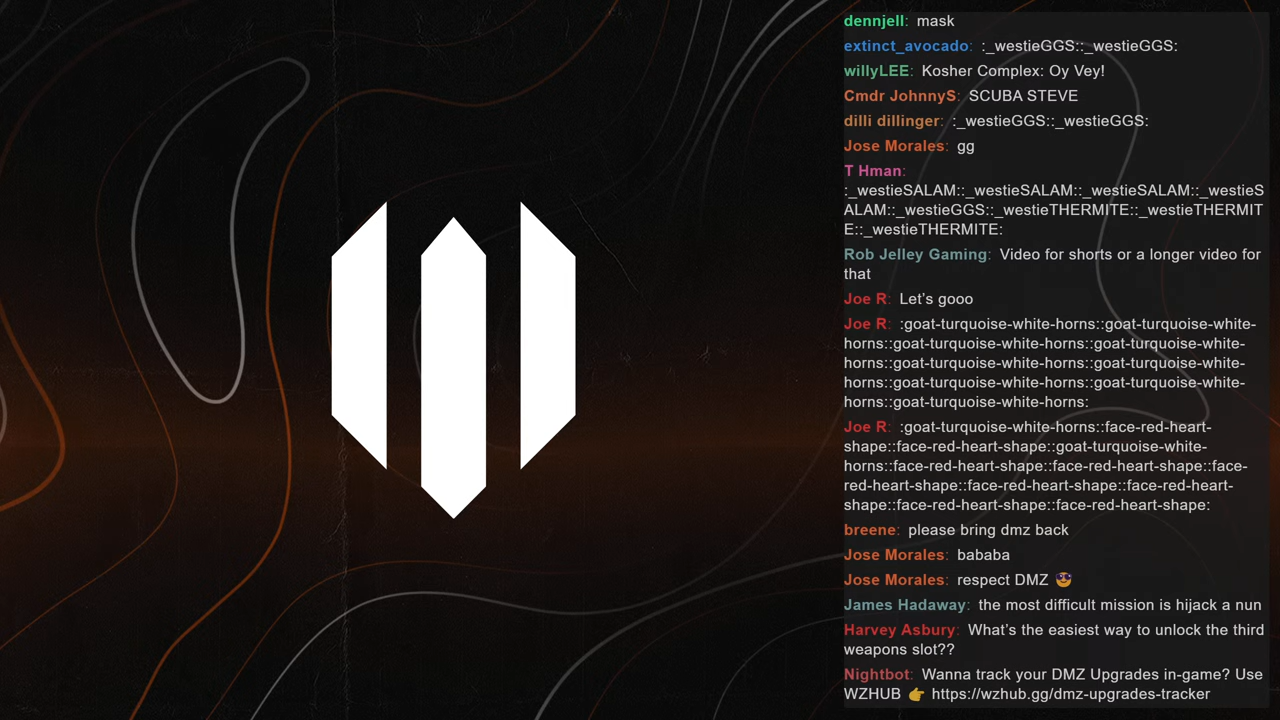 dennjell: mask
extinct_avocado: :_westieGGS::_westieGGS:
willyLEE: Kosher Complex: Oy Vey!
Cmdr JohnnyS: SCUBA STEVE
dilli dillinger: :_westieGGS::_westieGGS:
Jose Morales: gg
T Hman:
:_westieSALAM::_westieSALAM::_westieSALAM::_westieS
ALAM::_westieGGS::_westieTHERMITE::_westieTHERMIT
E::_westieTHERMITE:
Rob Jelley Gaming: Video for shorts or a longer video for
that
Joe R: Let's gooo
Joe R: :goat-turquoise-white-horns::goat-turquoise-white-
horns::goat-turquoise-white-horns::goat-turquoise-white-
horns::goat-turquoise-white-horns::goat-turquoise-white-
horns::goat-turquoise-white-horns::goat-turquoise-white-
horns::goat-turquoise-white-horns:
Joe R: :goat-turquoise-white-horns::face-red-heart-
shape::face-red-heart-shape::goat-turquoise-white-
horns::face-red-heart-shape::face-red-heart-shape::face-
red-heart-shape::face-red-heart-shape::face-red-heart-
shape::face-red-heart-shape::face-red-heart-shape:
breene: please bring dmz back
Jose Morales: bababa
Jose Morales: respect DMZ
James Hadaway: the most difficult mission is hijack a nun
Harvey Asbury: What's the easiest way to unlock the third
weapons slot??
Nightbot: Wanna track your DMZ Upgrades in-game? Use
WZHUB 👉 https://wzhub.gg/dmz-upgrades-tracker